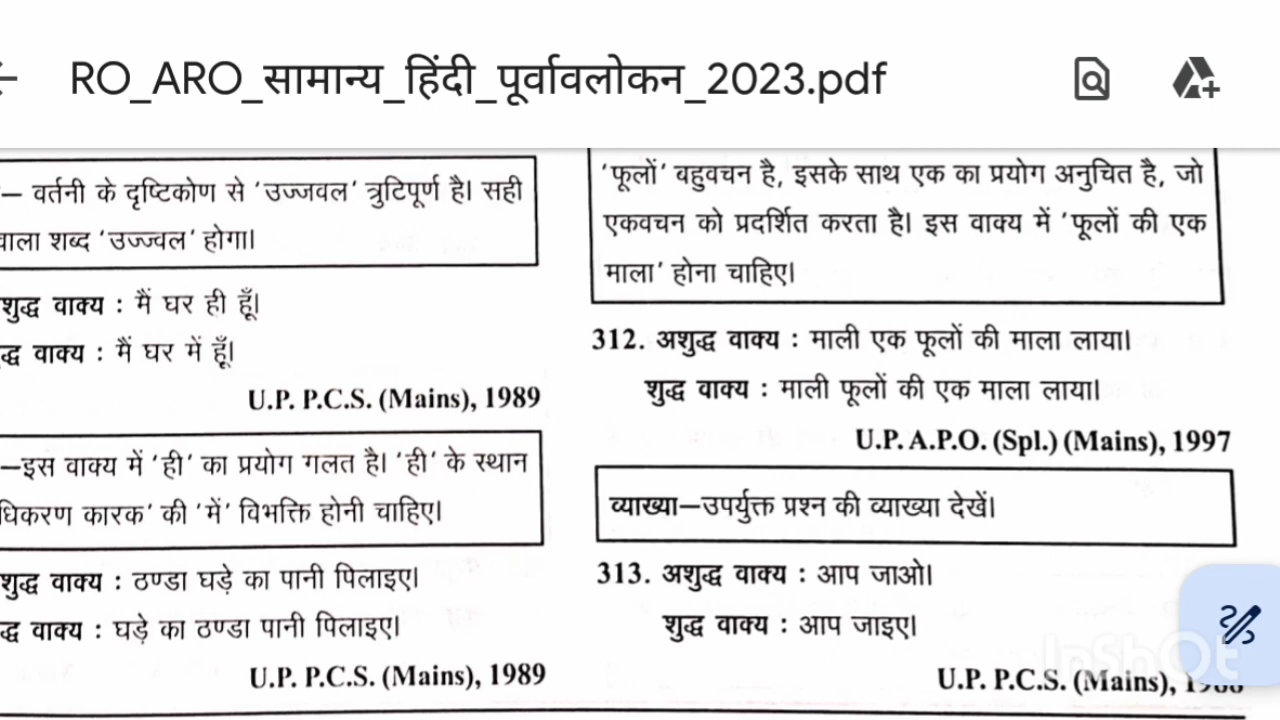 RO_ARO_सामान्य_हिंदी_पूर्वावलोकन_2023.pdf
– वर्तनी के दृष्टिकोण से 'उज्जवल' त्रुटिपूर्ण है। सही
वाला शब्द 'उज्ज्वल' होगा।
शुद्ध वाक्य : मैं घर ही हूँ।
द्ध वाक्य : मैं घर में हूँ।
U.P. P.C.S. (Mains), 1989
–इस वाक्य में 'ही' का प्रयोग गलत है। 'ही' के स्थान
धिकरण कारक' की 'में' विभक्ति होनी चाहिए।
शुद्ध वाक्य : ठण्डा घड़े का पानी पिलाइए।
द्ध वाक्य : घड़े का ठण्डा पानी पिलाइए।
U.P. P.C.S. (Mains), 1989
'फूलों' बहुवचन है, इसके साथ एक का प्रयोग अनुचित है, जो
एकवचन को प्रदर्शित करता है। इस वाक्य में 'फूलों की एक
माला' होना चाहिए।
312. अशुद्ध वाक्य : माली एक फूलों की माला लाया।
शुद्ध वाक्य : माली फूलों की एक माला लाया।
U.P. A.P.O. (Spl.) (Mains), 1997
व्याख्या–उपर्युक्त प्रश्न की व्याख्या देखें।
313. अशुद्ध वाक्य : आप जाओ।
शुद्ध वाक्य : आप जाइए।
U.P. P.C.S. (Mains),
InShOt